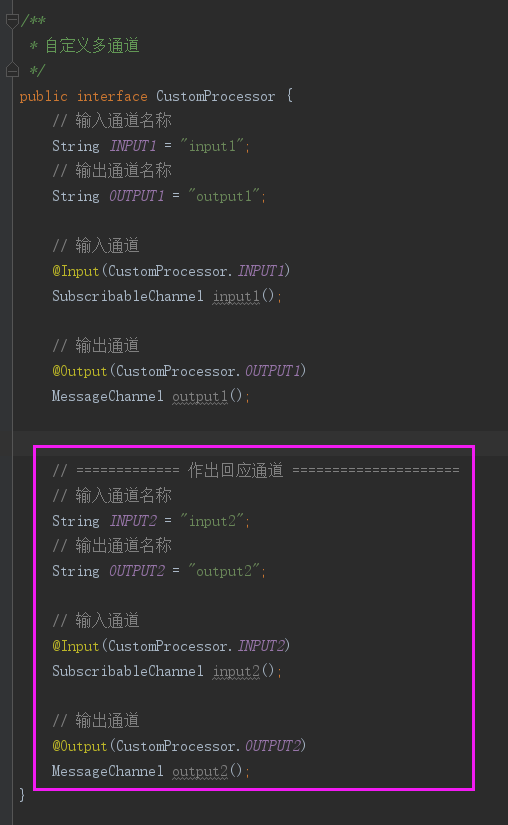 /**
 * 自定义多通道
 */
public interface CustomProcessor {
    // 输入通道名称
    String INPUT1 = "input1";
    // 输出通道名称
    String OUTPUT1 = "output1";

    // 输入通道
    @Input(CustomProcessor.INPUT1)
    SubscribableChannel input1();

    // 输出通道
    @Output(CustomProcessor.OUTPUT1)
    MessageChannel output1();

    // ============= 作出回应通道 =====================
    // 输入通道名称
    String INPUT2 = "input2";
    // 输出通道名称
    String OUTPUT2 = "output2";

    // 输入通道
    @Input(CustomProcessor.INPUT2)
    SubscribableChannel input2();

    // 输出通道
    @Output(CustomProcessor.OUTPUT2)
    MessageChannel output2();
}